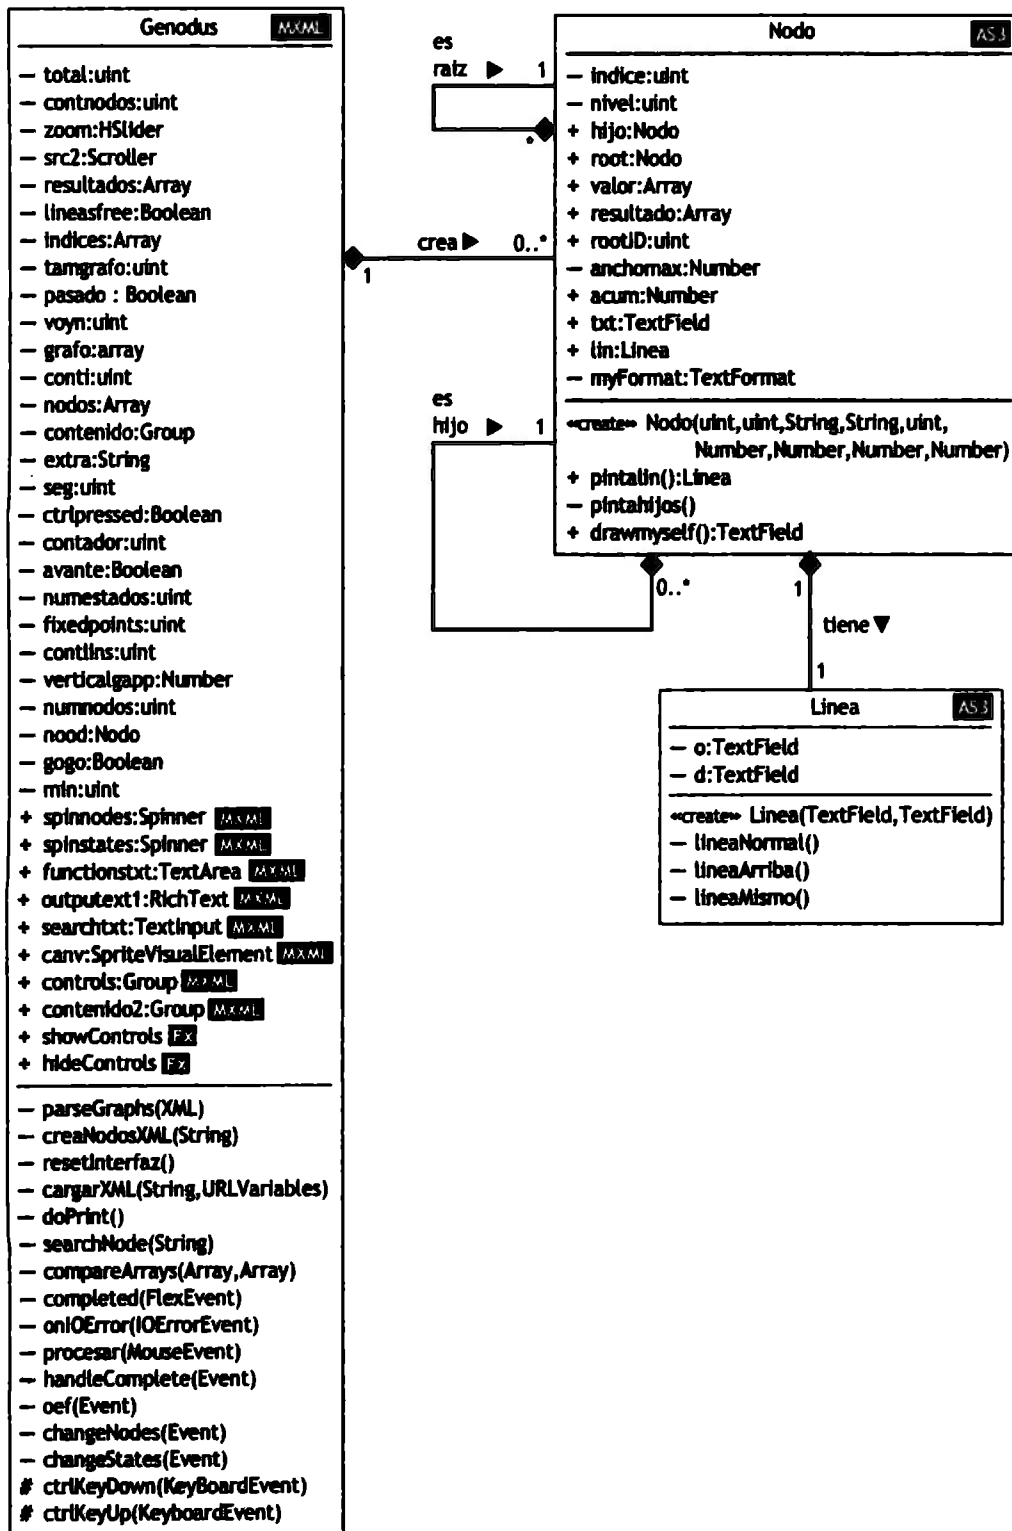 Genodus MXML
− total:uint
− contnodos:uint
− zoom:HSlider
− src2:Scroller
− resultados:Array
− lineasfree:Boolean
− indices:Array
− tamgrafo:uint
− pasado : Boolean
− voyn:uint
− grafo:array
− conti:uint
− nodos:Array
− contenido:Group
− extra:String
− seg:uint
− ctrlpressed:Boolean
− contador:uint
− avante:Boolean
− numestados:uint
− fixedpoints:uint
− contlins:uint
− verticalgapp:Number
− numnodos:uint
− nood:Nodo
− gogo:Boolean
− min:uint
+ spinnodes:Spinner MXML
+ spinstates:Spinner MXML
+ functionstxt:TextArea MXML
+ outputext1:RichText MXML
+ searchtxt:TextInput MXML
+ canv:SpriteVisualElement MXML
+ controls:Group MXML
+ contenido2:Group MXML
+ showControls Fx
+ hideControls Fx
− parseGraphs(XML)
− creaNodosXML(String)
− resetInterfaz()
− cargarXML(String,URLVariables)
− doPrint()
− searchNode(String)
− compareArrays(Array,Array)
− completed(FlexEvent)
− onIOError(IOErrorEvent)
− procesar(MouseEvent)
− handleComplete(Event)
− oef(Event)
− changeNodes(Event)
− changeStates(Event)
# ctrlKeyDown(KeyBoardEvent)
# ctrlKeyUp(KeyboardEvent)
es
raiz ▶ 1
*
crea ▶ 0..*
1
Nodo AS3
− indice:uint
− nivel:uint
+ hijo:Nodo
+ root:Nodo
+ valor:Array
+ resultado:Array
+ rootID:uint
− anchomax:Number
+ acum:Number
+ txt:TextField
+ lin:Linea
− myFormat:TextFormat
«create» Nodo(uint,uint,String,String,uint,
Number,Number,Number,Number)
+ pintalin():Linea
− pintahijos()
+ drawmyself():TextField
es
hijo ▶ 1
0..*
1
tiene ▼
1
Linea AS3
− o:TextField
− d:TextField
«create» Linea(TextField,TextField)
− lineaNormal()
− lineaArriba()
− lineaMismo()